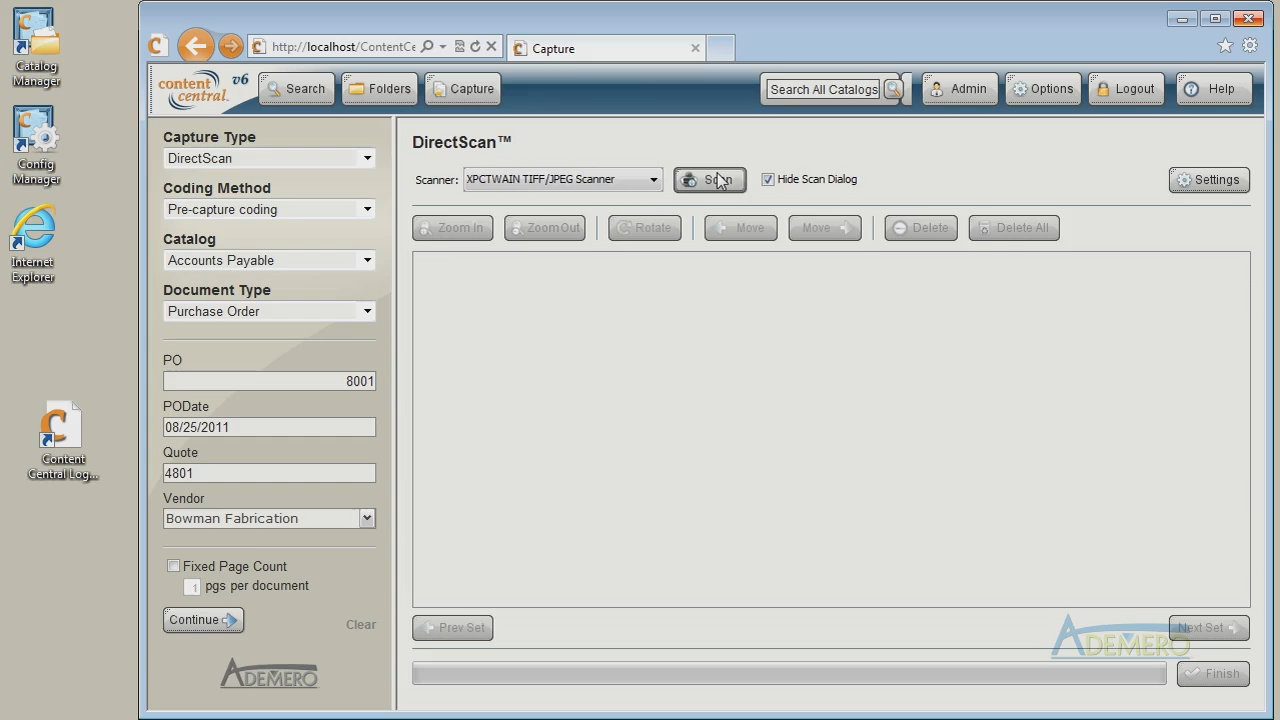 Catalog
Manager
Config
Manager
Internet
Explorer
Content
Central Log...
http://localhost/ContentCe
Capture
content
central.
v6
Search
Folders
Capture
Search All Catalogs
Admin
Options
Logout
Help
Capture Type
DirectScan
Coding Method
Pre-capture coding
Catalog
Accounts Payable
Document Type
Purchase Order
PO
8001
PODate
08/25/2011
Quote
4801
Vendor
Bowman Fabrication
Fixed Page Count
1 pgs per document
Continue
Clear
ADEMERO
DirectScan™
Scanner: XPCTWAIN TIFF/JPEG Scanner
Scan
Hide Scan Dialog
Settings
Zoom In
Zoom Out
Rotate
Move
Move
Delete
Delete All
Prev Set
Next Set
ADEMERO
Finish